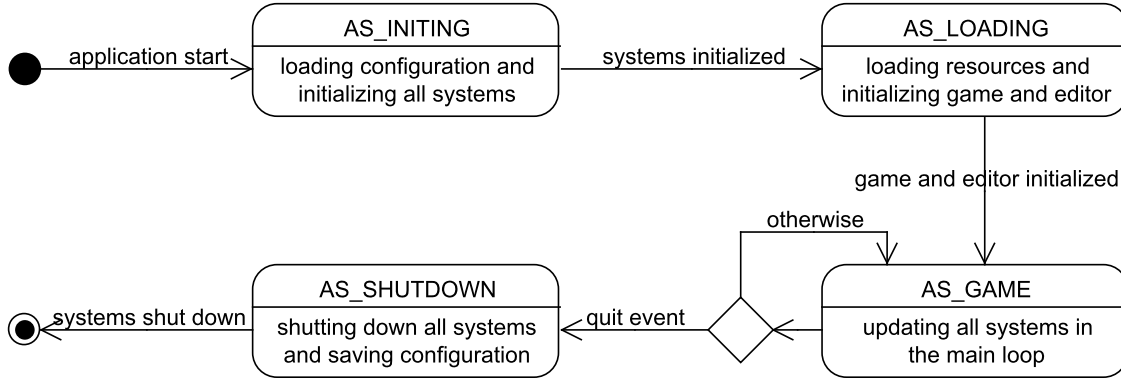 application start
AS_INITING
loading configuration and
initializing all systems
systems initialized
AS_LOADING
loading resources and
initializing game and editor
game and editor initialized
otherwise
AS_GAME
updating all systems in
the main loop
quit event
AS_SHUTDOWN
shutting down all systems
and saving configuration
systems shut down